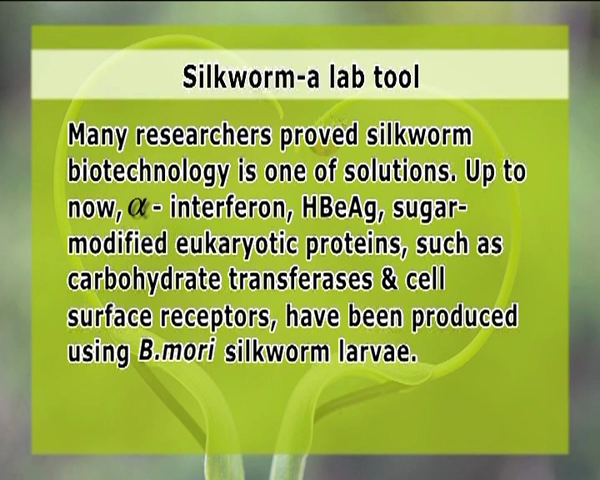 Silkworm-a lab tool
Many researchers proved silkworm
biotechnology is one of solutions. Up to
now, α - interferon, HBeAg, sugar-
modified eukaryotic proteins, such as
carbohydrate transferases & cell
surface receptors, have been produced
using B.mori silkworm larvae.